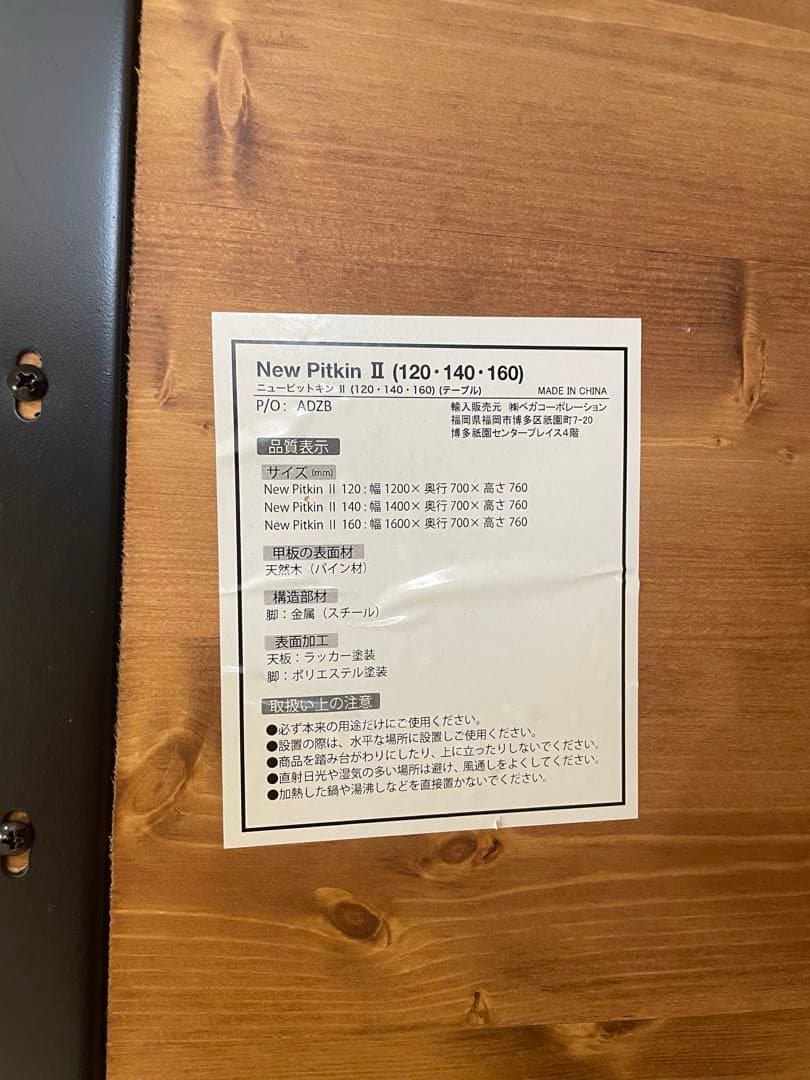 New Pitkin Ⅱ (120・140・160)
ニューピットキン Ⅱ (120・140・160) (テーブル)
MADE IN CHINA
P/O: ADZB
輸入販売元 ㈱ベガコーポレーション
福岡県福岡市博多区祇園町7-20
博多祇園センタープレイス4階
品質表示
サイズ(mm)
New Pitkin Ⅱ 120 : 幅 1200× 奥行 700× 高さ 760
New Pitkin Ⅱ 140 : 幅 1400× 奥行 700× 高さ 760
New Pitkin Ⅱ 160 : 幅 1600× 奥行 700× 高さ 760
甲板の表面材
天然木(パイン材)
構造部材
脚:金属(スチール)
表面加工
天板:ラッカー塗装
脚:ポリエステル塗装
取扱い上の注意
●必ず本来の用途だけにご使用ください。
●設置の際は、水平な場所に設置しご使用ください。
●商品を踏み台がわりにしたり、上に立ったりしないでください。
●直射日光や湿気の多い場所は避け、風通しをよくしてください。
●加熱した鍋や湯沸しなどを直接置かないでください。